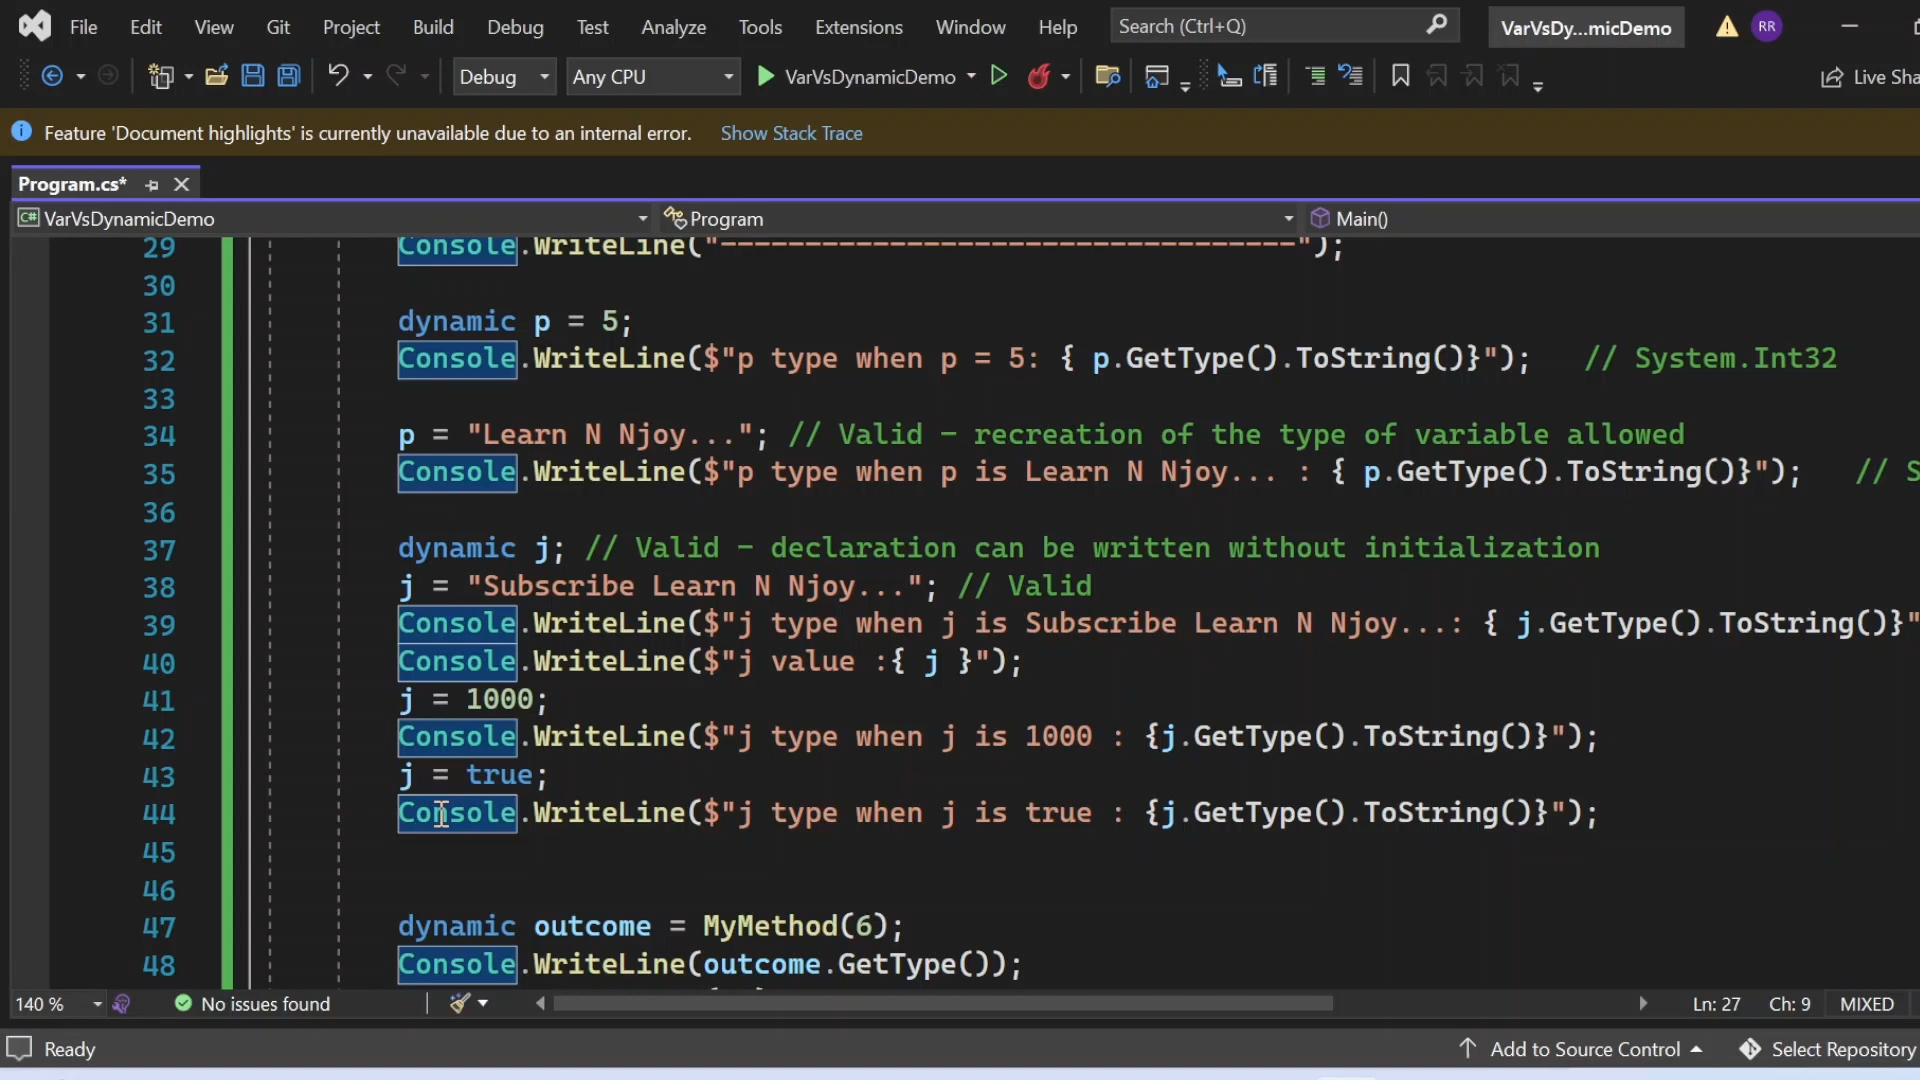 File Edit View Git Project Build Debug Test Analyze Tools Extensions Window Help Search (Ctrl+Q) VarVsDy...micDemo RR
Debug Any CPU VarVsDynamicDemo Live Sha
Feature 'Document highlights' is currently unavailable due to an internal error. Show Stack Trace
Program.cs*
C# VarVsDynamicDemo Program Main()
29 Console.WriteLine("----------------------------------");
30
31 dynamic p = 5;
32 Console.WriteLine($"p type when p = 5: { p.GetType().ToString()}"); // System.Int32
33
34 p = "Learn N Njoy..."; // Valid - recreation of the type of variable allowed
35 Console.WriteLine($"p type when p is Learn N Njoy... : { p.GetType().ToString()}"); // S
36
37 dynamic j; // Valid - declaration can be written without initialization
38 j = "Subscribe Learn N Njoy..."; // Valid
39 Console.WriteLine($"j type when j is Subscribe Learn N Njoy...: { j.GetType().ToString()}"
40 Console.WriteLine($"j value :{ j }");
41 j = 1000;
42 Console.WriteLine($"j type when j is 1000 : {j.GetType().ToString()}");
43 j = true;
44 Console.WriteLine($"j type when j is true : {j.GetType().ToString()}");
45
46
47 dynamic outcome = MyMethod(6);
48 Console.WriteLine(outcome.GetType());
140 % No issues found Ln: 27 Ch: 9 MIXED
Ready Add to Source Control Select Repository